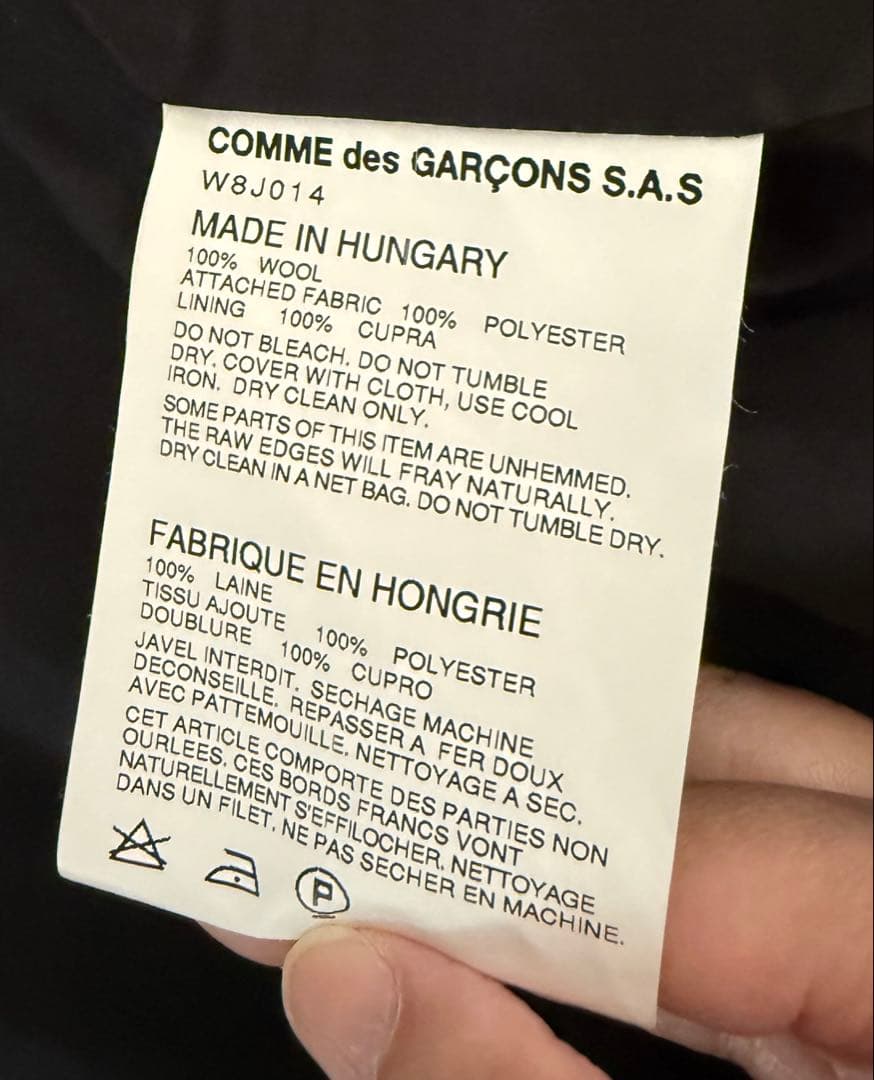 COMME des GARÇONS S.A.S
W8J014
MADE IN HUNGARY
100% WOOL
ATTACHED FABRIC 100% POLYESTER
LINING 100% CUPRA
DO NOT BLEACH. DO NOT TUMBLE
DRY. COVER WITH CLOTH, USE COOL
IRON. DRY CLEAN ONLY.
SOME PARTS OF THIS ITEM ARE UNHEMMED.
THE RAW EDGES WILL FRAY NATURALLY.
DRY CLEAN IN A NET BAG. DO NOT TUMBLE DRY.
FABRIQUE EN HONGRIE
100% LAINE
TISSU AJOUTE 100% POLYESTER
DOUBLURE 100% CUPRO
JAVEL INTERDIT. SECHAGE MACHINE
DECONSEILLE. REPASSER A FER DOUX
AVEC PATTEMOUILLE. NETTOYAGE A SEC.
CET ARTICLE COMPORTE DES PARTIES NON
OURLEES. CES BORDS FRANCS VONT
NATURELLEMENT S'EFFILOCHER. NETTOYAGE
DANS UN FILET. NE PAS SECHER EN MACHINE.
P